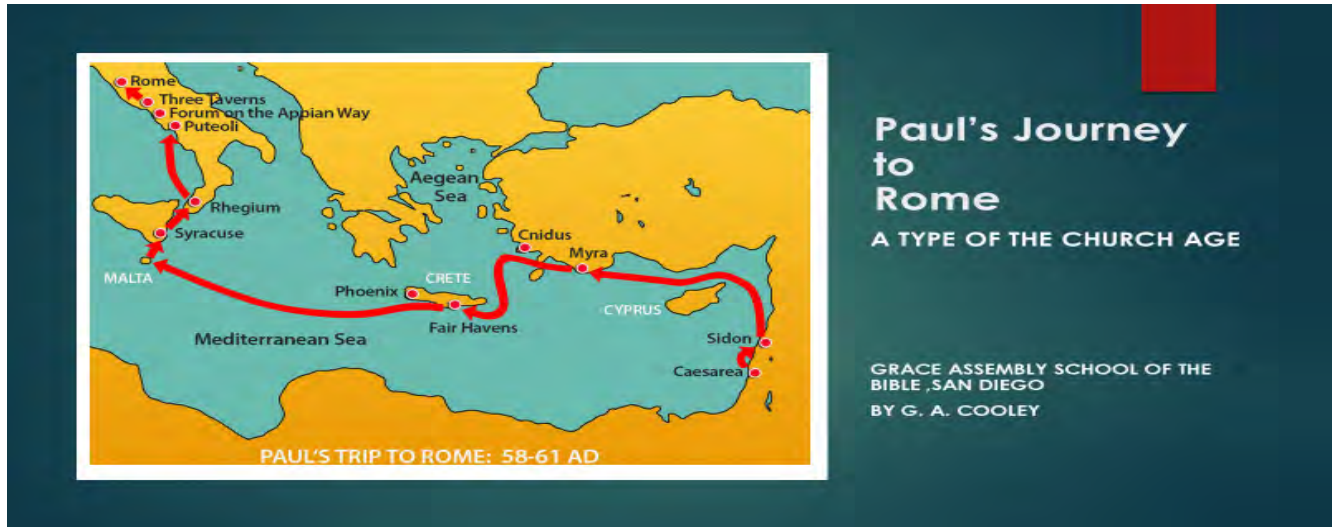 Rome
Three Taverns
Forum on the Appian Way
Puteoli
Aegean
Sea
Rhegium
Syracuse
Cnidus
Myra
MALTA
CRETE
Phoenix
CYPRUS
Fair Havens
Mediterranean Sea
Sidon
Caesarea
PAUL'S TRIP TO ROME: 58-61 AD
Paul's Journey
to
Rome
A TYPE OF THE CHURCH AGE
GRACE ASSEMBLY SCHOOL OF THE
BIBLE ,SAN DIEGO
BY G. A. COOLEY